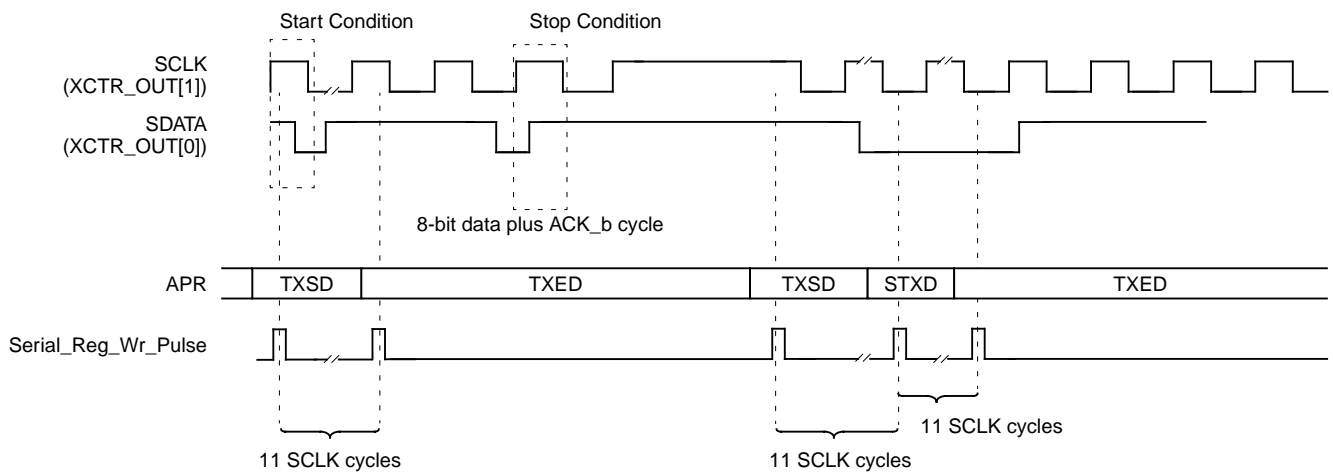 Start Condition
Stop Condition
SCLK
(XCTR_OUT[1])
SDATA
(XCTR_OUT[0])
8-bit data plus ACK_b cycle
APR
TXSD
TXED
TXSD
STXD
TXED
Serial_Reg_Wr_Pulse
11 SCLK cycles
11 SCLK cycles
11 SCLK cycles